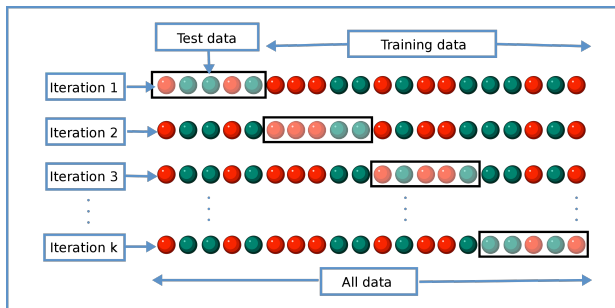 Test data
Training data
Iteration 1
Iteration 2
Iteration 3
Iteration k
All data